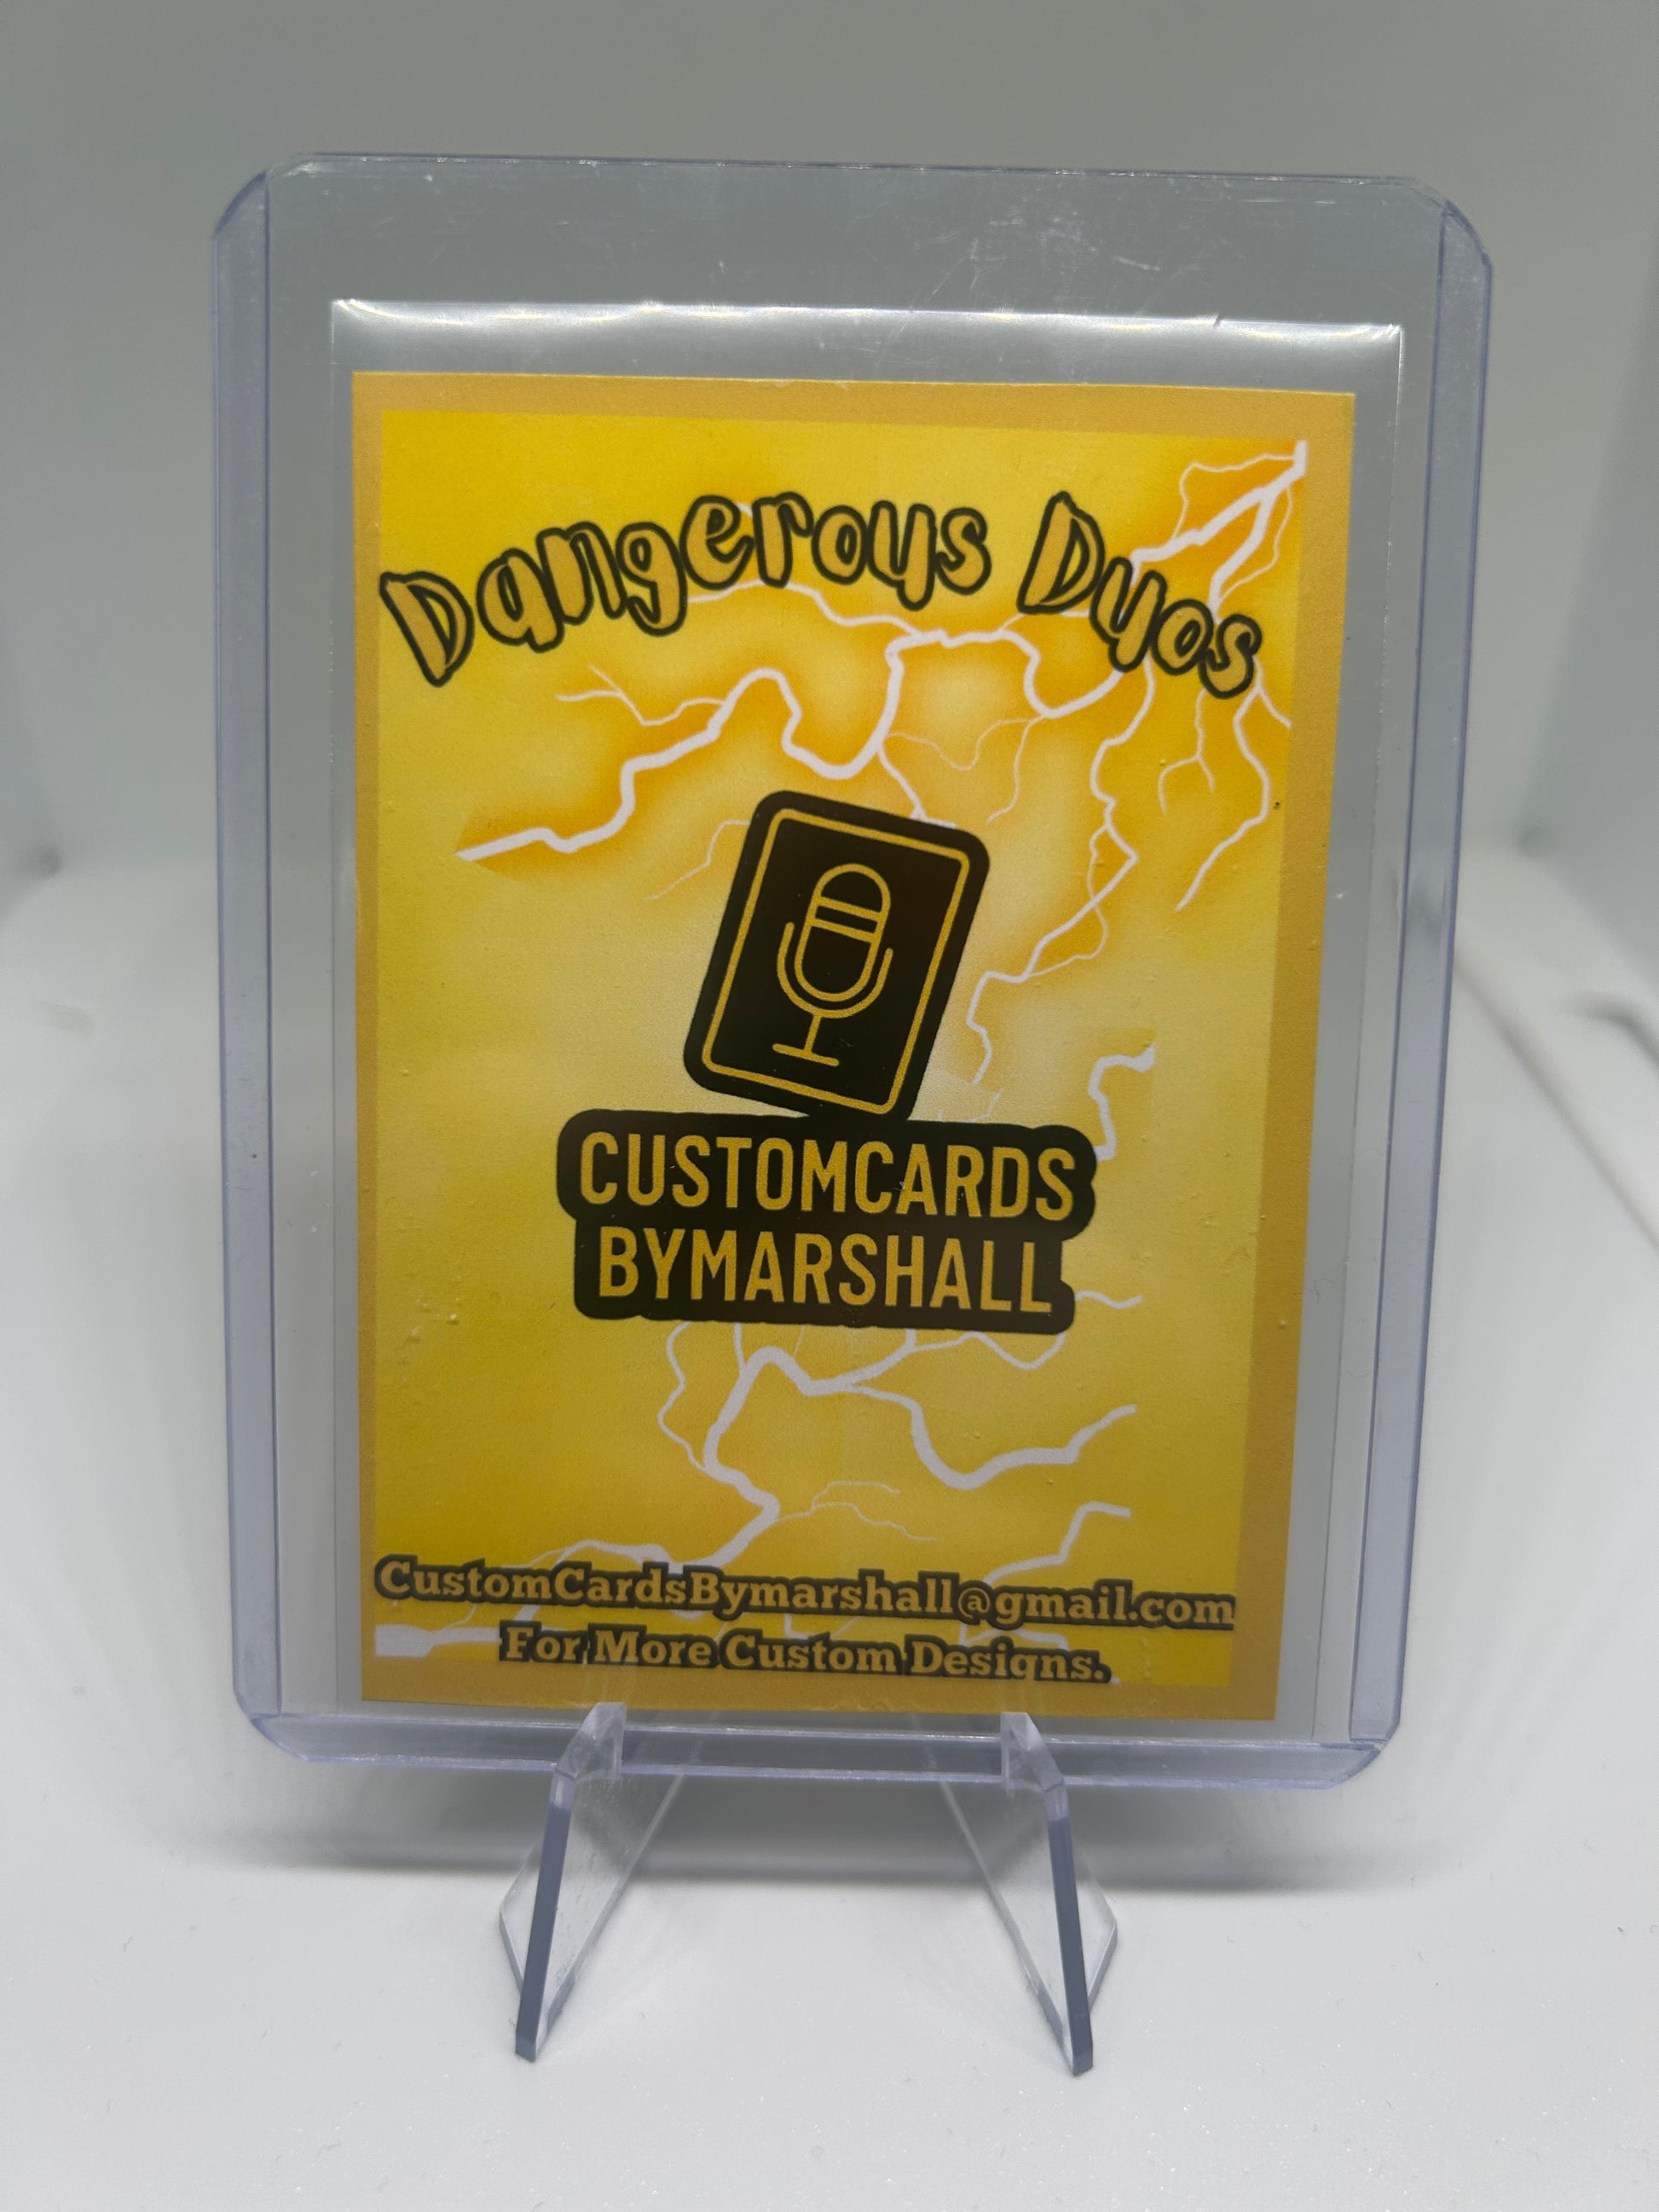 Dangerous Duos
CUSTOMCARDS
BYMARSHALL
CustomCardsBymarshall@gmail.com
For More Custom Designs.